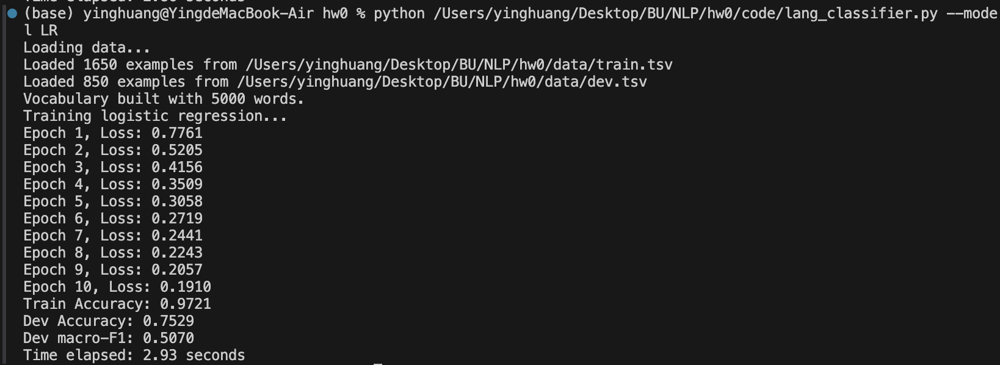 (base) yinghuang@YingdeMacBook-Air hw0 % python /Users/yinghuang/Desktop/BU/NLP/hw0/code/lang_classifier.py --mode
l LR
Loading data...
Loaded 1650 examples from /Users/yinghuang/Desktop/BU/NLP/hw0/data/train.tsv
Loaded 850 examples from /Users/yinghuang/Desktop/BU/NLP/hw0/data/dev.tsv
Vocabulary built with 5000 words.
Training logistic regression...
Epoch 1, Loss: 0.7761
Epoch 2, Loss: 0.5205
Epoch 3, Loss: 0.4156
Epoch 4, Loss: 0.3509
Epoch 5, Loss: 0.3058
Epoch 6, Loss: 0.2719
Epoch 7, Loss: 0.2441
Epoch 8, Loss: 0.2243
Epoch 9, Loss: 0.2057
Epoch 10, Loss: 0.1910
Train Accuracy: 0.9721
Dev Accuracy: 0.7529
Dev macro-F1: 0.5070
Time elapsed: 2.93 seconds